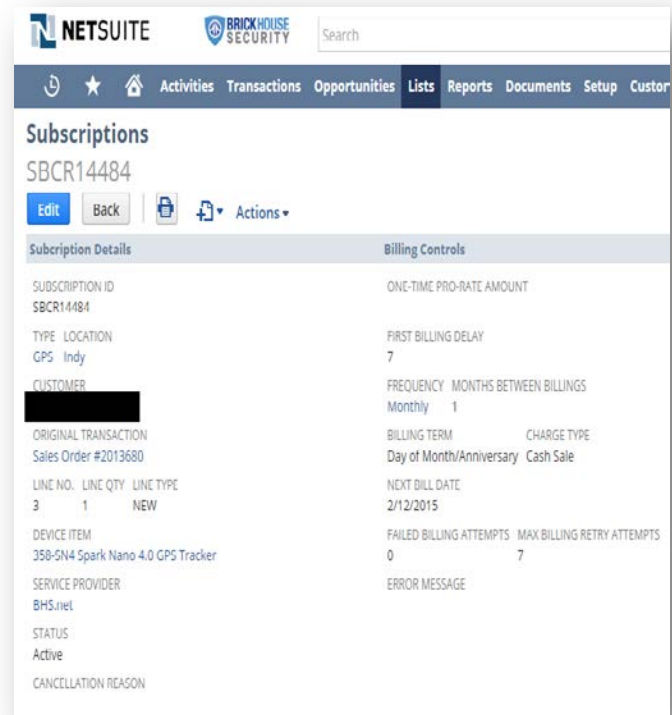 NETSUITE BRICKHOUSE SECURITY Search
Activities Transactions Opportunities Lists Reports Documents Setup Custor
Subscriptions
SBCR14484
Edit Back Actions
Subcription Details
SUBSCRIPTION ID
SBCR14484
TYPE LOCATION
GPS Indy
CUSTOMER
ORIGINAL TRANSACTION
Sales Order #2013680
LINE NO. LINE QTY LINE TYPE
3 1 NEW
DEVICE ITEM
358-SN4 Spark Nano 4.0 GPS Tracker
SERVICE PROVIDER
BHS.net
STATUS
Active
CANCELLATION REASON
Billing Controls
ONE-TIME PRO-RATE AMOUNT
FIRST BILLING DELAY
7
FREQUENCY MONTHS BETWEEN BILLINGS
Monthly 1
BILLING TERM CHARGE TYPE
Day of Month/Anniversary Cash Sale
NEXT BILL DATE
2/12/2015
FAILED BILLING ATTEMPTS MAX BILLING RETRY ATTEMPTS
0 7
ERROR MESSAGE